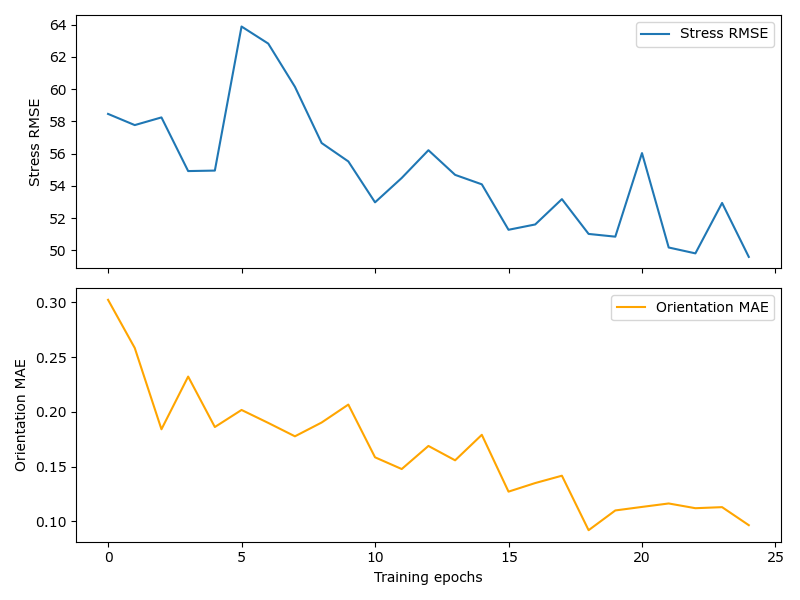 64
62
60
58
56
54
52
50
Stress RMSE
Stress RMSE
0.30
0.25
0.20
0.15
0.10
Orientation MAE
Orientation MAE
0 5 10 15 20 25
Training epochs